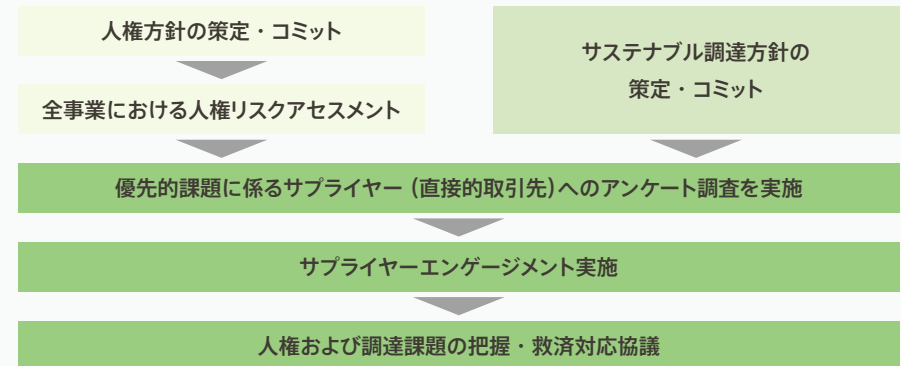 人権方針の策定・コミット
全事業における人権リスクアセスメント
サステナブル調達方針の
策定・コミット
優先的課題に係るサプライヤー（直接的取引先）へのアンケート調査を実施
サプライヤーエンゲージメント実施
人権および調達課題の把握・救済対応協議